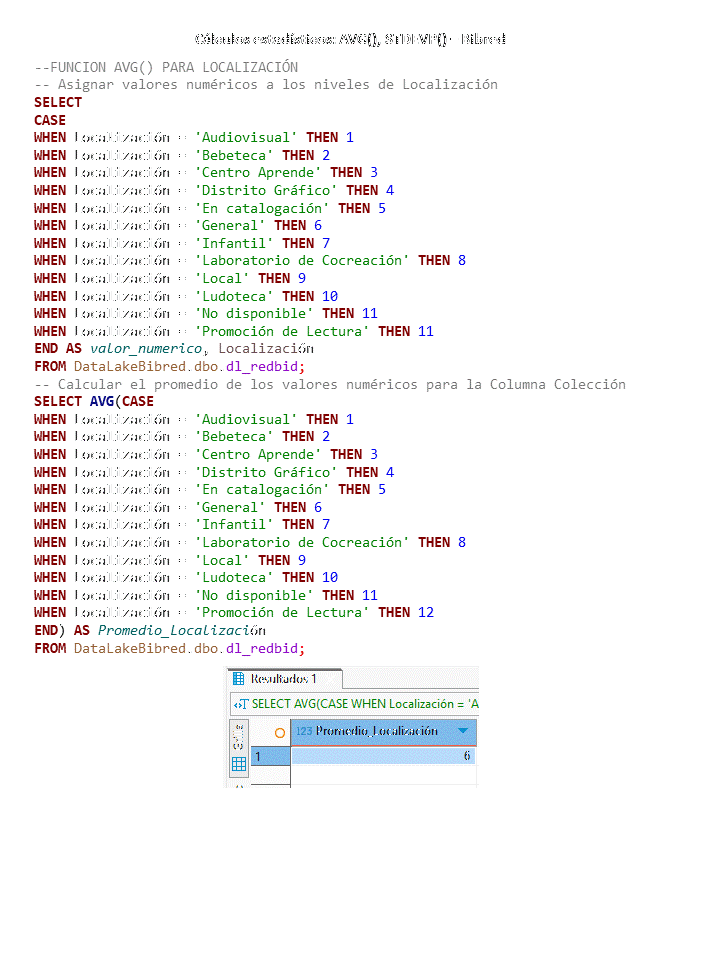 Cálculos estadísticos: AVG(), STDEVP() - Bibred
--FUNCION AVG() PARA LOCALIZACIÓN
-- Asignar valores numéricos a los niveles de Localización
SELECT
CASE
WHEN Localización = 'Audiovisual' THEN 1
WHEN Localización = 'Bebeteca' THEN 2
WHEN Localización = 'Centro Aprende' THEN 3
WHEN Localización = 'Distrito Gráfico' THEN 4
WHEN Localización = 'En catalogación' THEN 5
WHEN Localización = 'General' THEN 6
WHEN Localización = 'Infantil' THEN 7
WHEN Localización = 'Laboratorio de Cocreación' THEN 8
WHEN Localización = 'Local' THEN 9
WHEN Localización = 'Ludoteca' THEN 10
WHEN Localización = 'No disponible' THEN 11
WHEN Localización = 'Promoción de Lectura' THEN 11
END AS valor_numerico, Localización
FROM DataLakeBibred.dbo.dl_redbid;
-- Calcular el promedio de los valores numéricos para la Columna Colección
SELECT AVG(CASE
WHEN Localización = 'Audiovisual' THEN 1
WHEN Localización = 'Bebeteca' THEN 2
WHEN Localización = 'Centro Aprende' THEN 3
WHEN Localización = 'Distrito Gráfico' THEN 4
WHEN Localización = 'En catalogación' THEN 5
WHEN Localización = 'General' THEN 6
WHEN Localización = 'Infantil' THEN 7
WHEN Localización = 'Laboratorio de Cocreación' THEN 8
WHEN Localización = 'Local' THEN 9
WHEN Localización = 'Ludoteca' THEN 10
WHEN Localización = 'No disponible' THEN 11
WHEN Localización = 'Promoción de Lectura' THEN 12
END) AS Promedio_Localización
FROM DataLakeBibred.dbo.dl_redbid;
Resultados 1
SELECT AVG(CASE WHEN Localización = 'A
123 Promedio_Localización
1 6